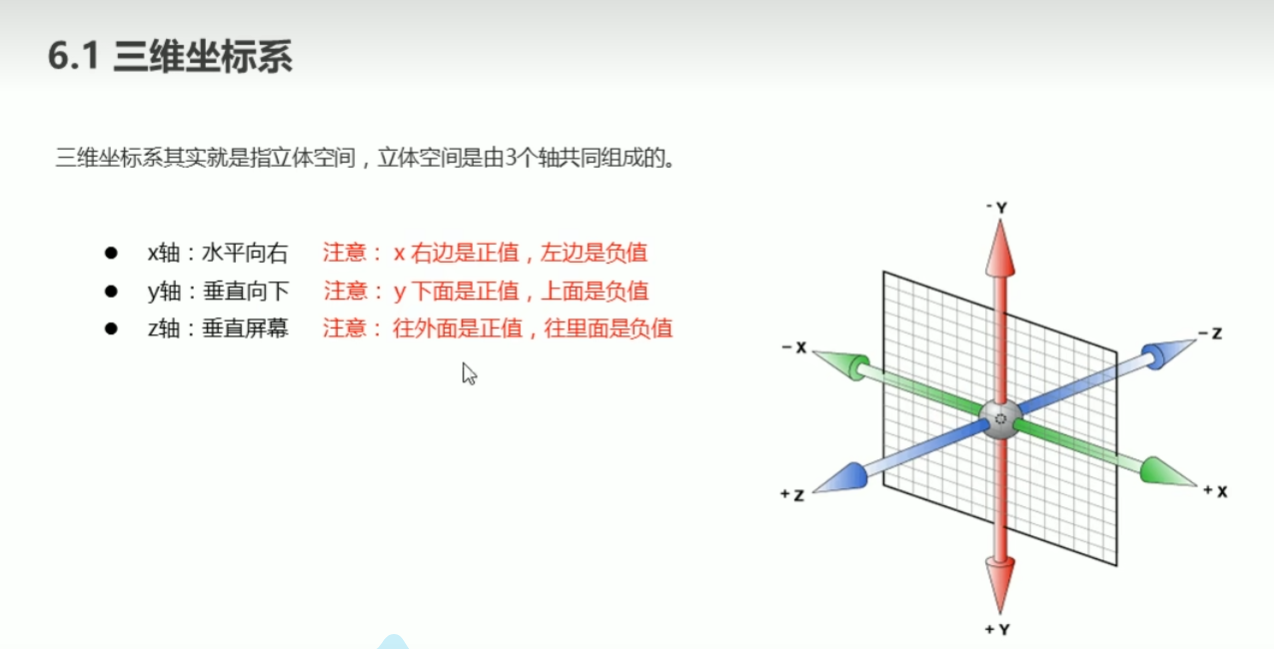 6.1 三维坐标系
三维坐标系其实就是指立体空间，立体空间是由3个轴共同组成的。
● x轴：水平向右 注意： x 右边是正值，左边是负值
● y轴：垂直向下 注意： y 下面是正值，上面是负值
● z轴：垂直屏幕 注意： 往外面是正值，往里面是负值
- Y
- X
- Z
+ Z
+ X
+ Y